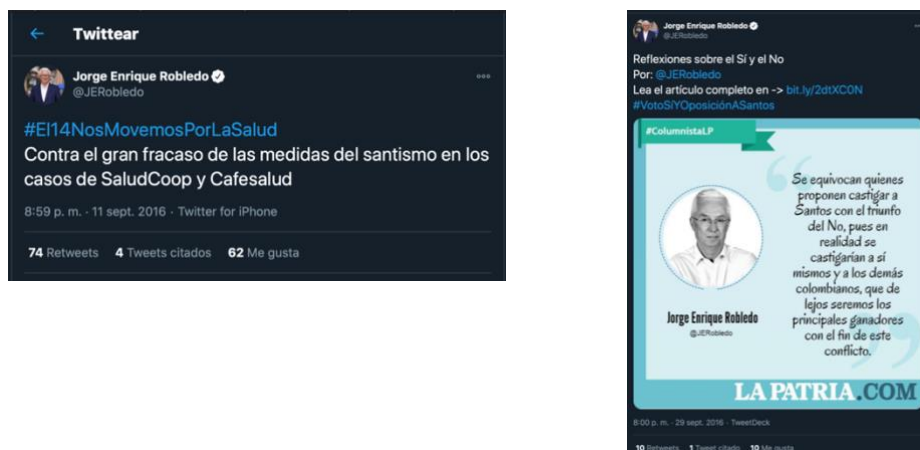 ← Twittear
Jorge Enrique Robledo
@JERobledo
#El14NosMovemosPorLaSalud
Contra el gran fracaso de las medidas del santismo en los
casos de SaludCoop y Cafesalud
8:59 p. m. · 11 sept. 2016 · Twitter for iPhone
74 Retweets 4 Tweets citados 62 Me gusta
Jorge Enrique Robledo
@JERobledo
Reflexiones sobre el Sí y el No
Por: @JERobledo
Lea el artículo completo en -> bit.ly/2dtXC0N
#VotoSíYOposiciónASantos
#ColumnistaLP
Se equivocan quienes
proponen castigar a
Santos con el triunfo
del No, pues en
realidad se
castigarían a sí
mismos y a los demás
colombianos, que de
lejos seremos los
principales ganadores
con el fin de este
conflicto.
Jorge Enrique Robledo
@JERobledo
LA PATRIA.COM
8:00 p. m. · 29 sept. 2016 · TweetDeck
10 Retweets 1 Tweet citado 10 Me gusta